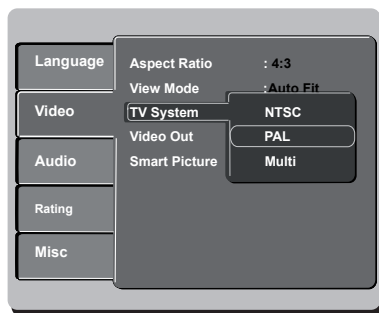 Language
Video
Audio
Rating
Misc
Aspect Ratio : 4:3
View Mode :Auto Fit
TV System NTSC
Video Out PAL
Smart Picture Multi